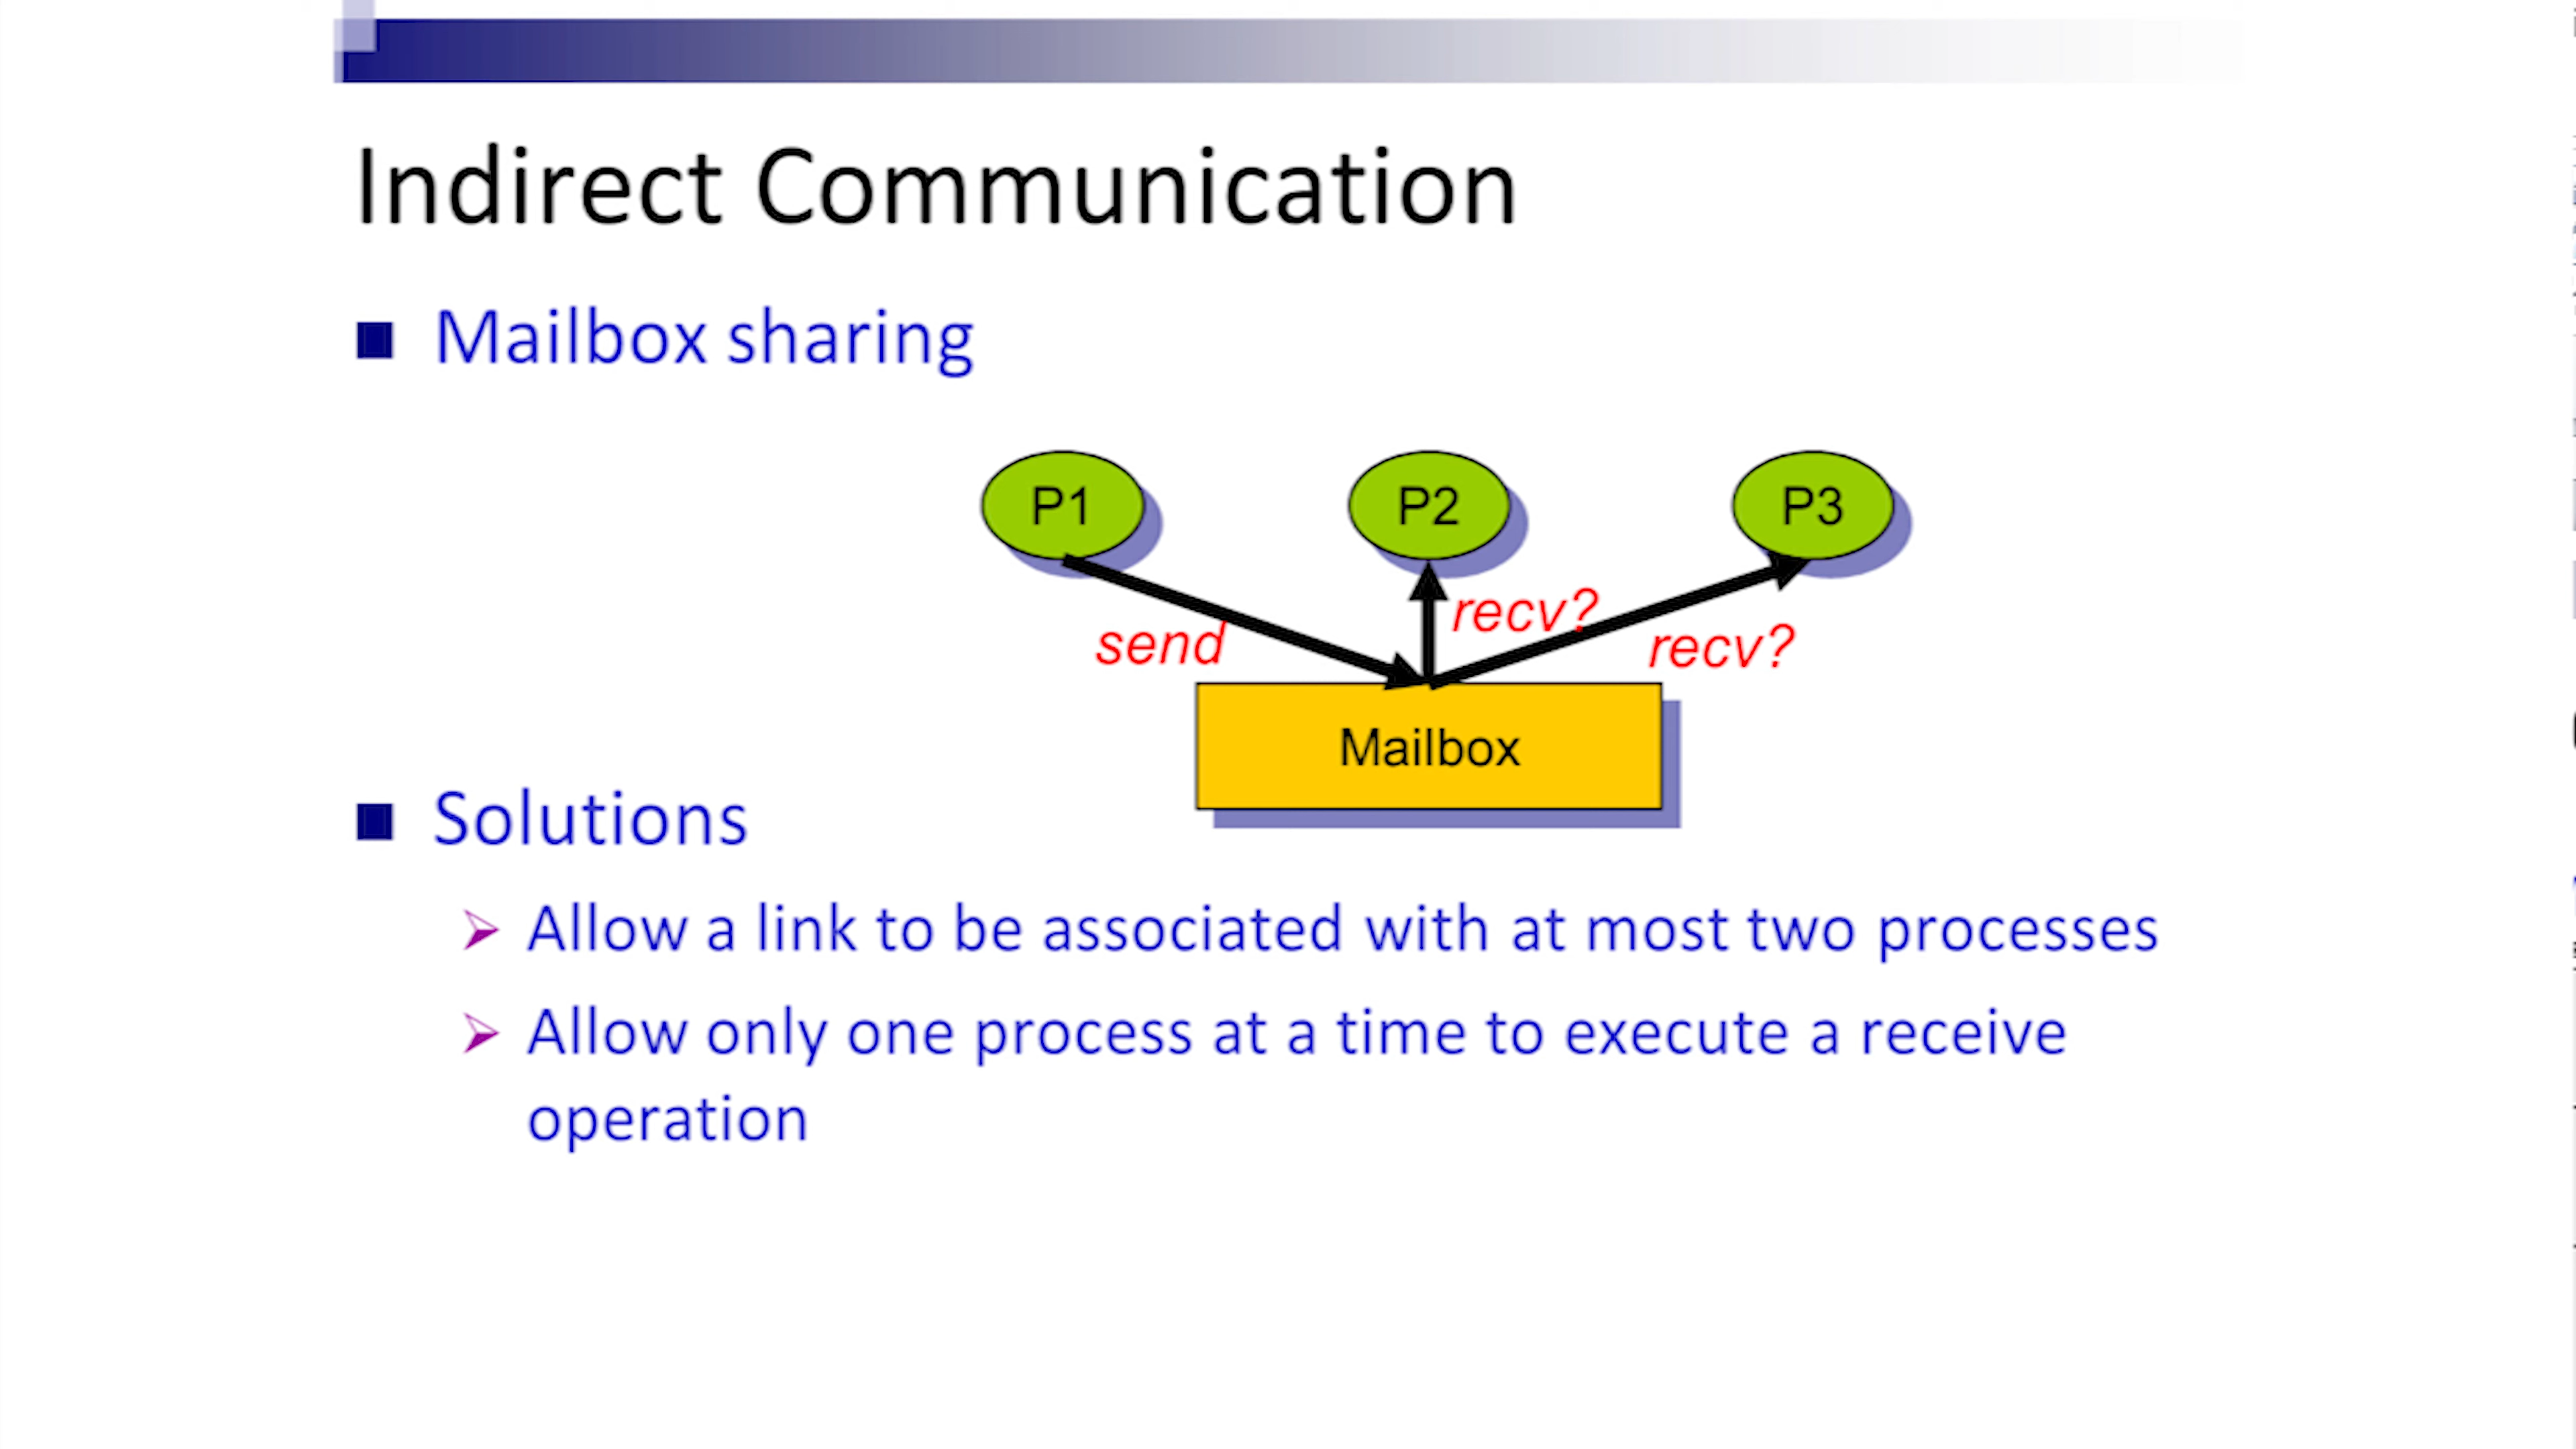 Indirect Communication
Mailbox sharing
P1
P2
P3
send
recv?
recv?
Mailbox
Solutions
Allow a link to be associated with at most two processes
Allow only one process at a time to execute a receive
operation